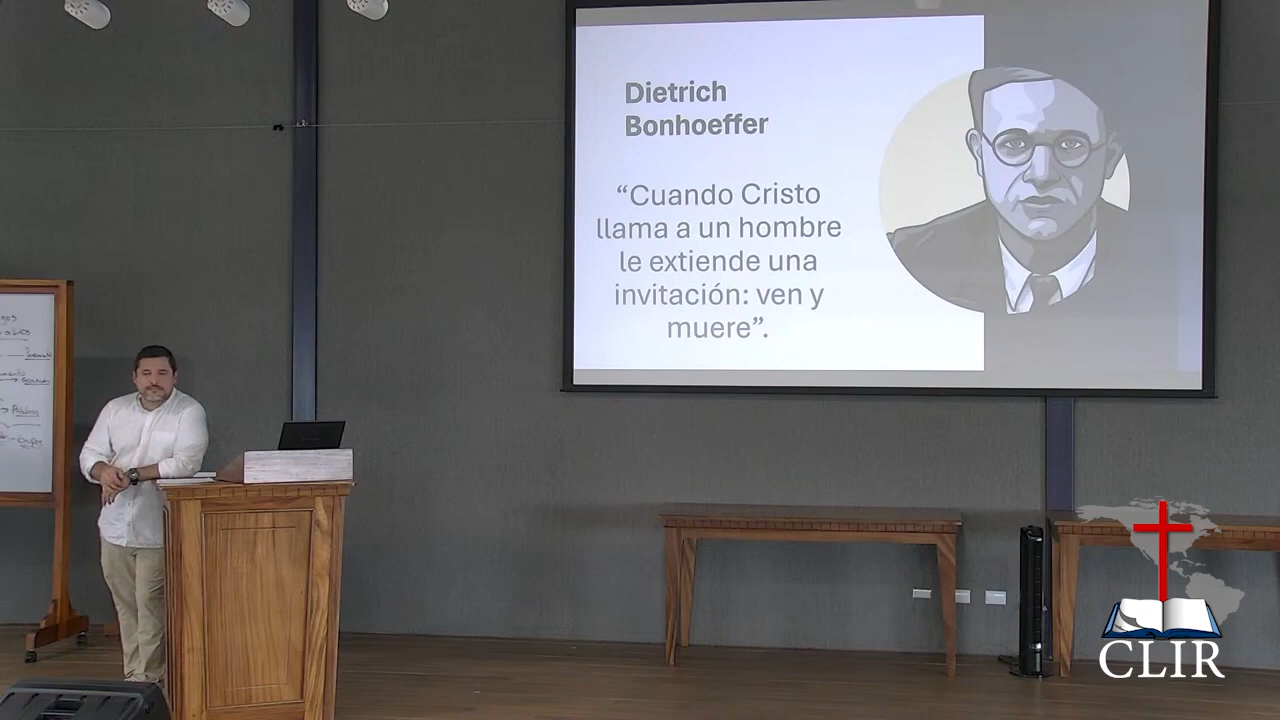 Dietrich
Bonhoeffer
“Cuando Cristo
llama a un hombre
le extiende una
invitación: ven y
muere”.
CLIR